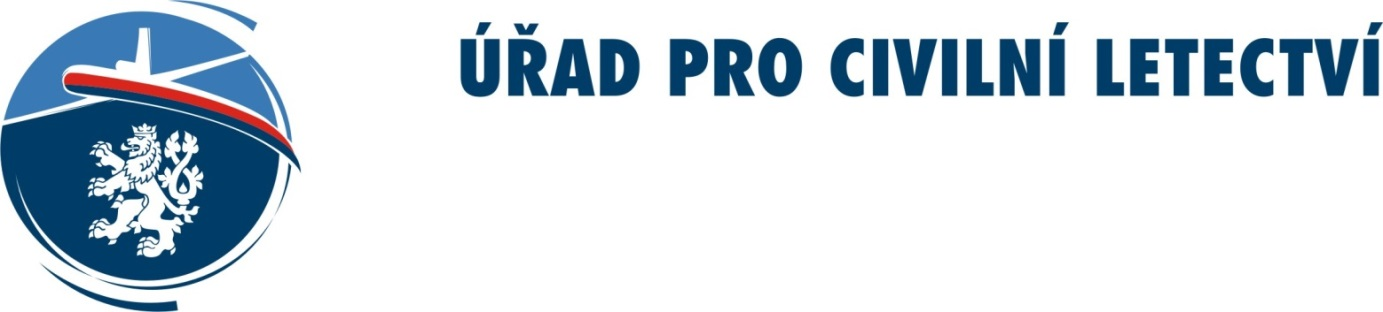 ÚŘAD PRO CIVILNÍ LETECTVÍ